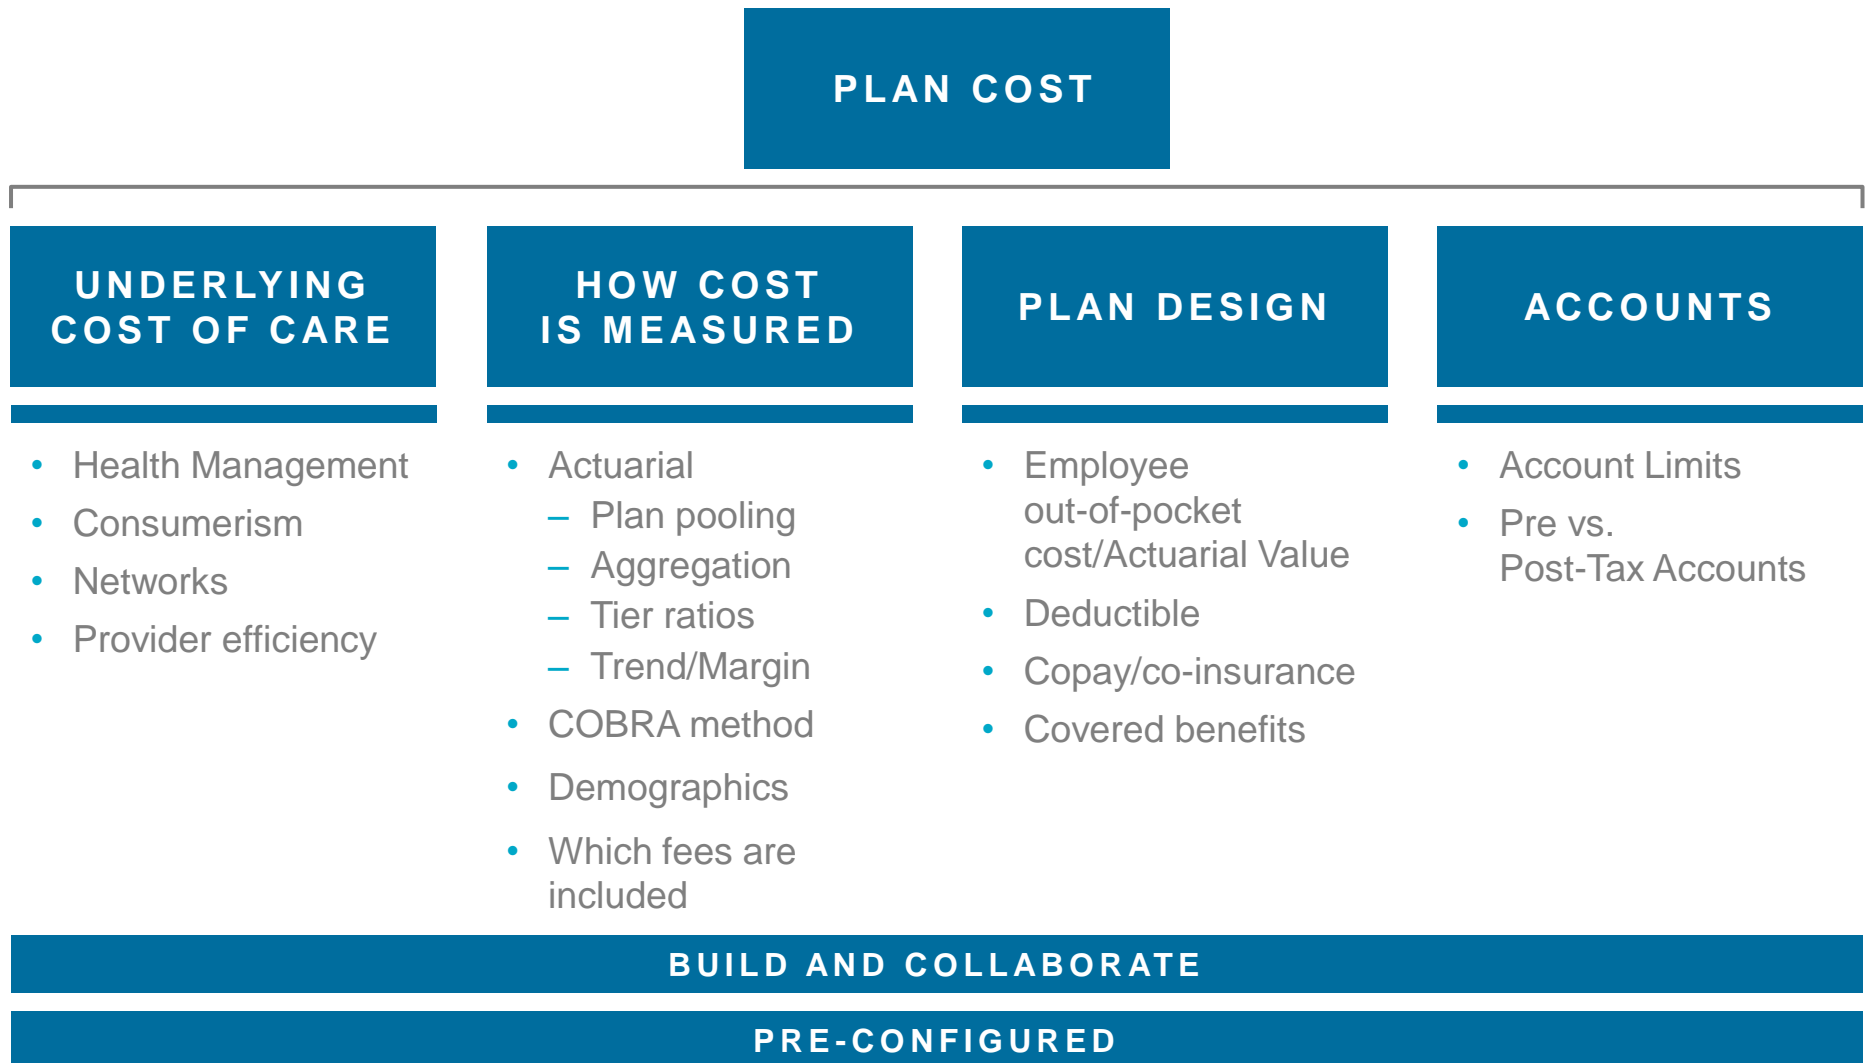 PLAN COST
UNDERLYING
COST OF CARE
• Health Management
• Consumerism
• Networks
• Provider efficiency
HOW COST
IS MEASURED
• Actuarial
– Plan pooling
– Aggregation
– Tier ratios
– Trend/Margin
• COBRA method
• Demographics
• Which fees are
included
PLAN DESIGN
• Employee
out-of-pocket
cost/Actuarial Value
• Deductible
• Copay/co-insurance
• Covered benefits
ACCOUNTS
• Account Limits
• Pre vs.
Post-Tax Accounts
BUILD AND COLLABORATE
PRE-CONFIGURED